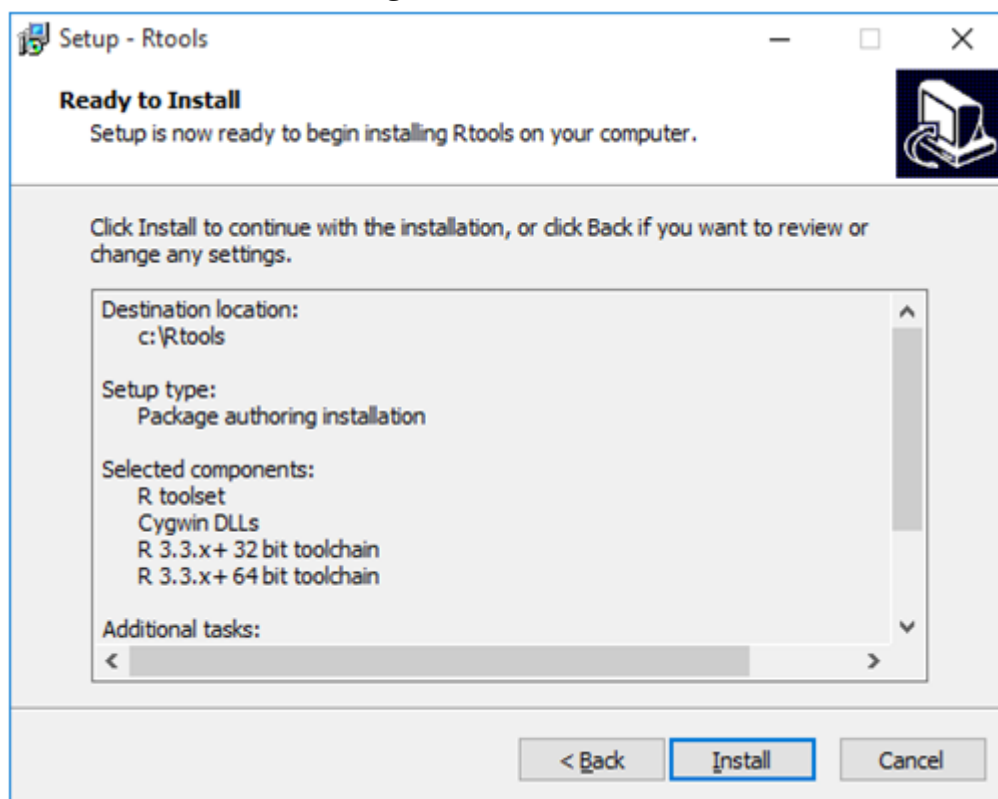 Setup - Rtools
Ready to Install
Setup is now ready to begin installing Rtools on your computer.
Click Install to continue with the installation, or click Back if you want to review or
change any settings.
Destination location:
c:\Rtools
Setup type:
Package authoring installation
Selected components:
R toolset
Cygwin DLLs
R 3.3.x+ 32 bit toolchain
R 3.3.x+ 64 bit toolchain
Additional tasks:
< Back
Install
Cancel